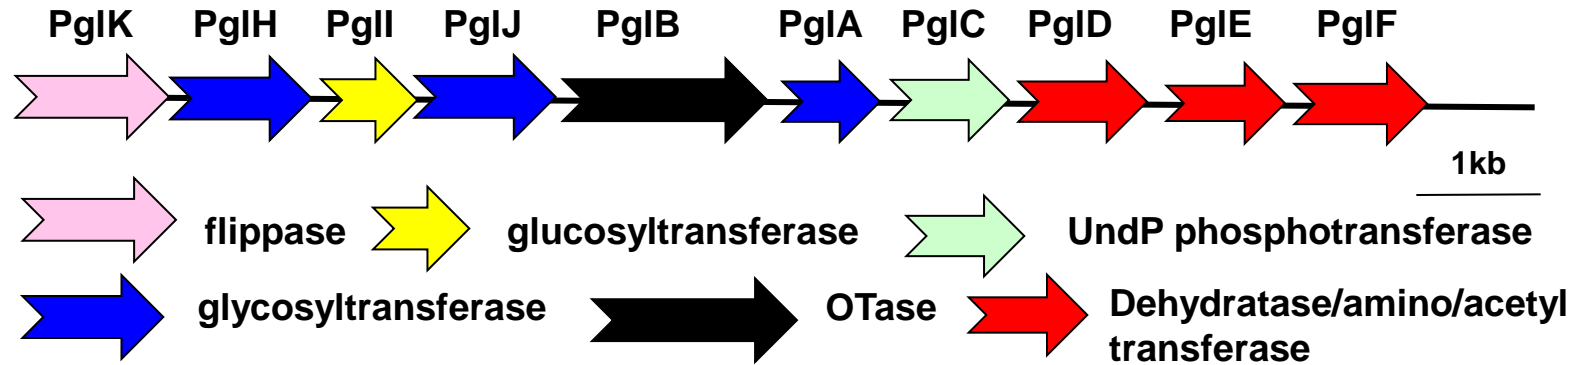 PglK PglH PglI PglJ PglB PglA PglC PglD PglE PglF
1kb
flippase glucosyltransferase UndP phosphotransferase
glycosyltransferase OTase Dehydratase/amino/acetyl
transferase